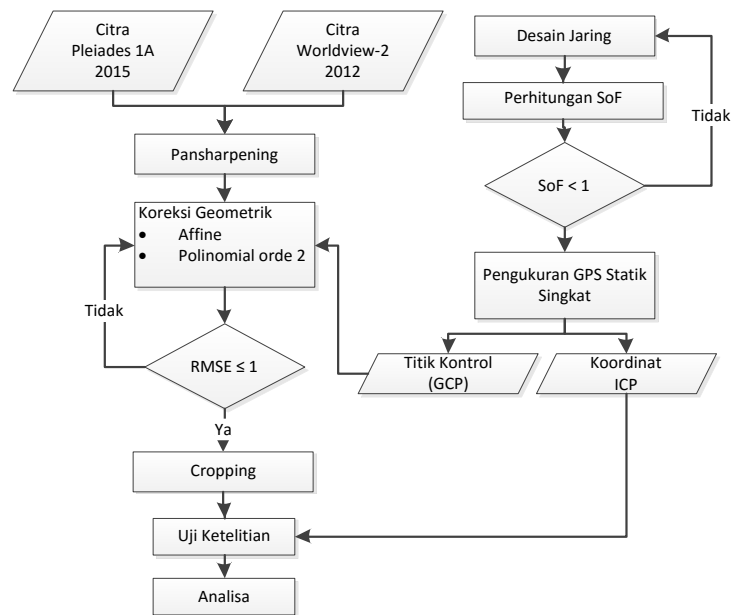 Citra
Pleiades 1A
2015
Citra
Worldview-2
2012
Pansharpening
Koreksi Geometrik
• Affine
• Polinomial orde 2
Tidak
RMSE ≤ 1
Ya
Cropping
Uji Ketelitian
Analisa
Desain Jaring
Perhitungan SoF
Tidak
SoF < 1
Pengukuran GPS Statik
Singkat
Titik Kontrol
(GCP)
Koordinat
ICP